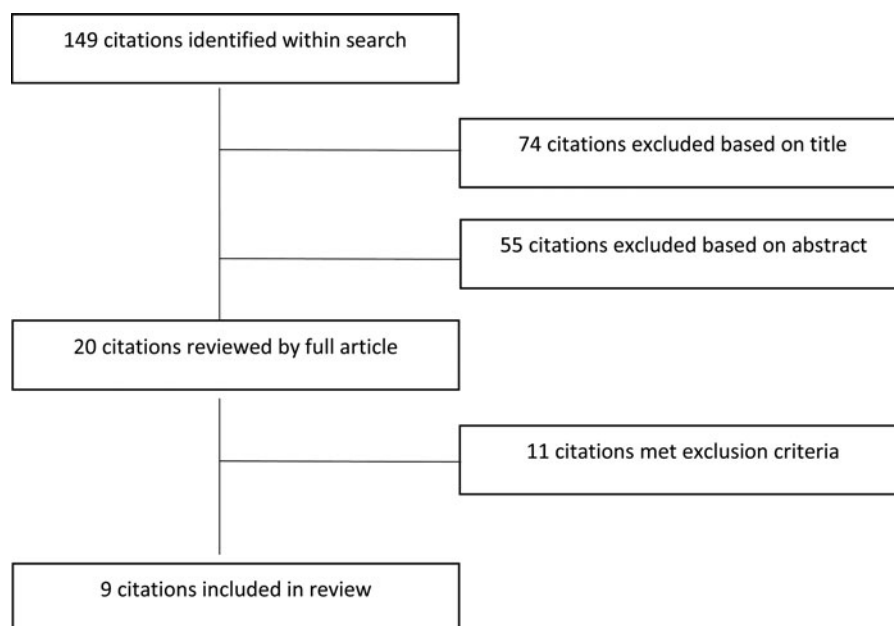 149 citations identified within search
74 citations excluded based on title
55 citations excluded based on abstract
20 citations reviewed by full article
11 citations met exclusion criteria
9 citations included in review